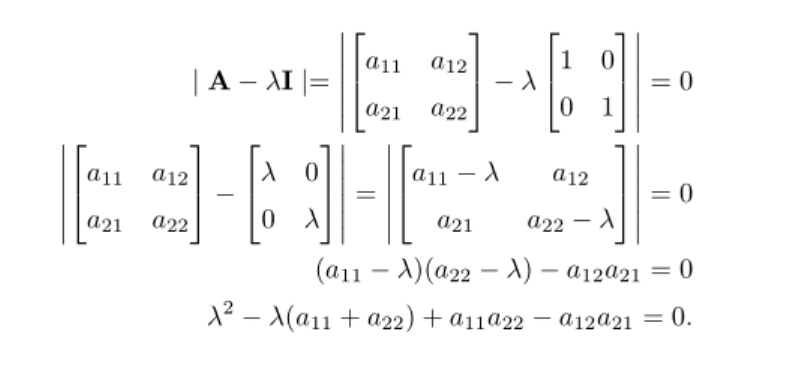 | A − λI |= |[a₁₁ a₁₂; a₂₁ a₂₂] − λ [1 0; 0 1]| = 0
|[a₁₁ a₁₂; a₂₁ a₂₂] − [λ 0; 0 λ]| = |[a₁₁ − λ a₁₂; a₂₁ a₂₂ − λ]| = 0
(a₁₁ − λ)(a₂₂ − λ) − a₁₂a₂₁ = 0
λ² − λ(a₁₁ + a₂₂) + a₁₁a₂₂ − a₁₂a₂₁ = 0.